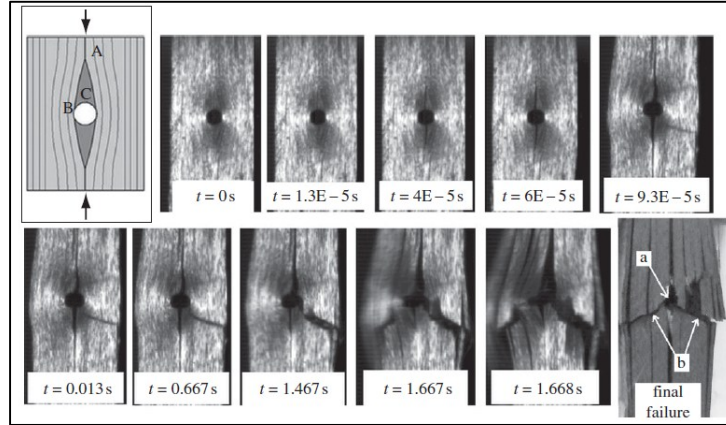 A
C
B
t = 0 s
t = 1.3E – 5 s
t = 4E – 5 s
t = 6E – 5 s
t = 9.3E – 5 s
a
b
t = 0.013 s
t = 0.667 s
t = 1.467 s
t = 1.667 s
t = 1.668 s
final
failure